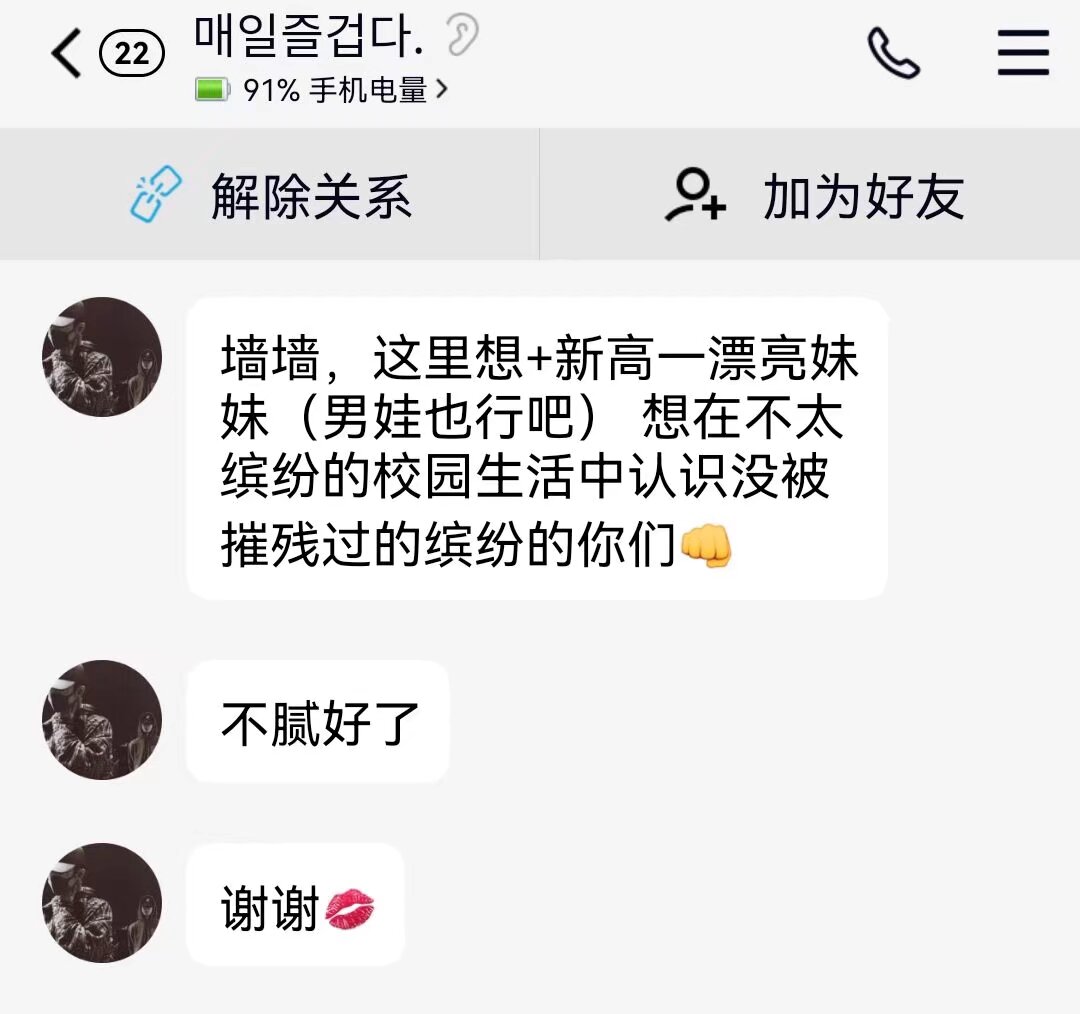 22
매일즐겁다.
91% 手机电量
解除关系
加为好友
墙墙，这里想+新高一漂亮妹
妹（男娃也行吧） 想在不太
缤纷的校园生活中认识没被
摧残过的缤纷的你们👊
不腻好了
谢谢💋